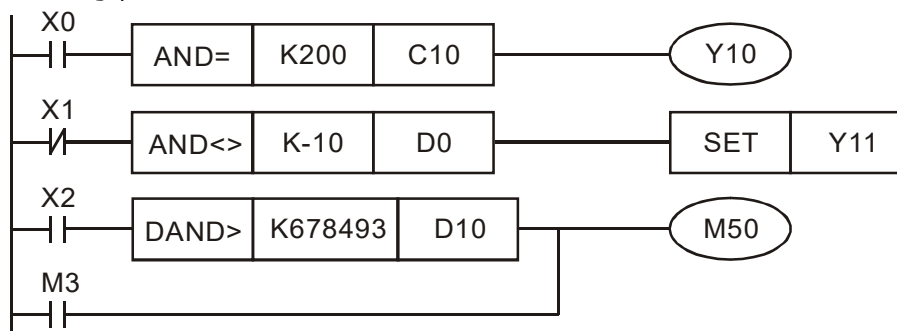 X0
AND= K200 C10 Y10
X1
AND<> K-10 D0 SET Y11
X2
DAND> K678493 D10 M50
M3